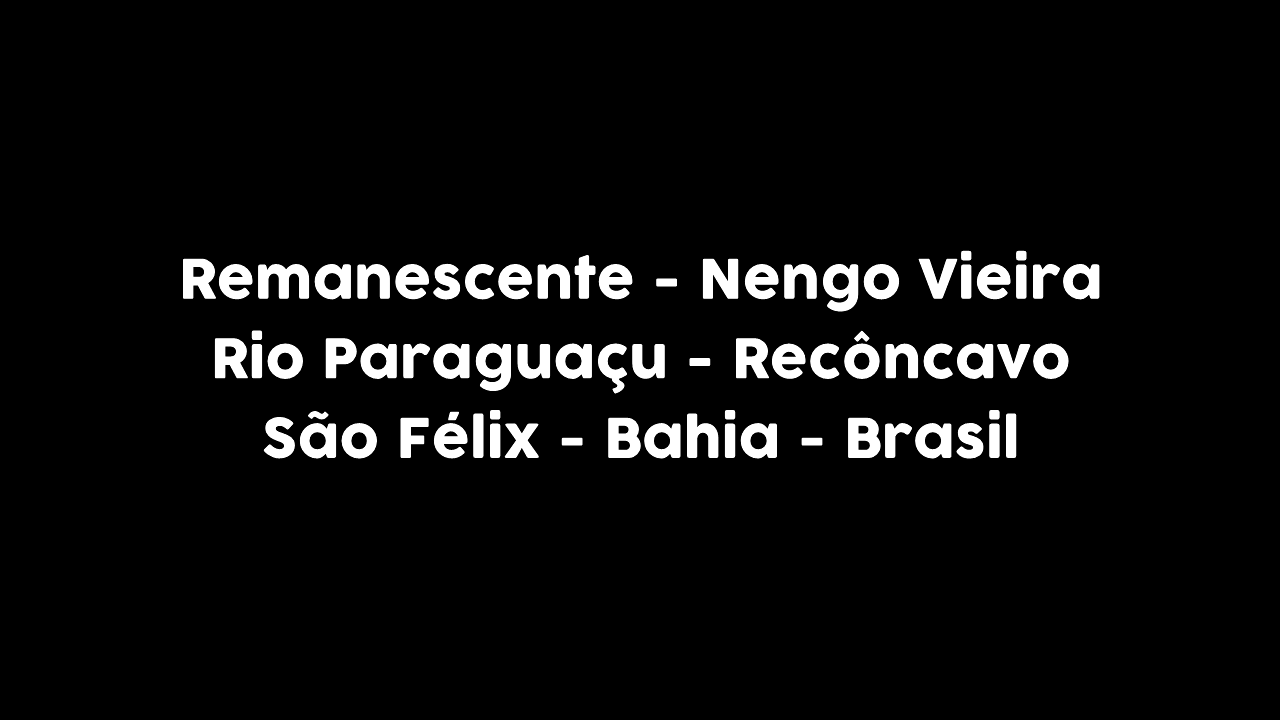 Remanescente - Nengo Vieira
Rio Paraguaçu - Recôncavo
São Félix - Bahia - Brasil